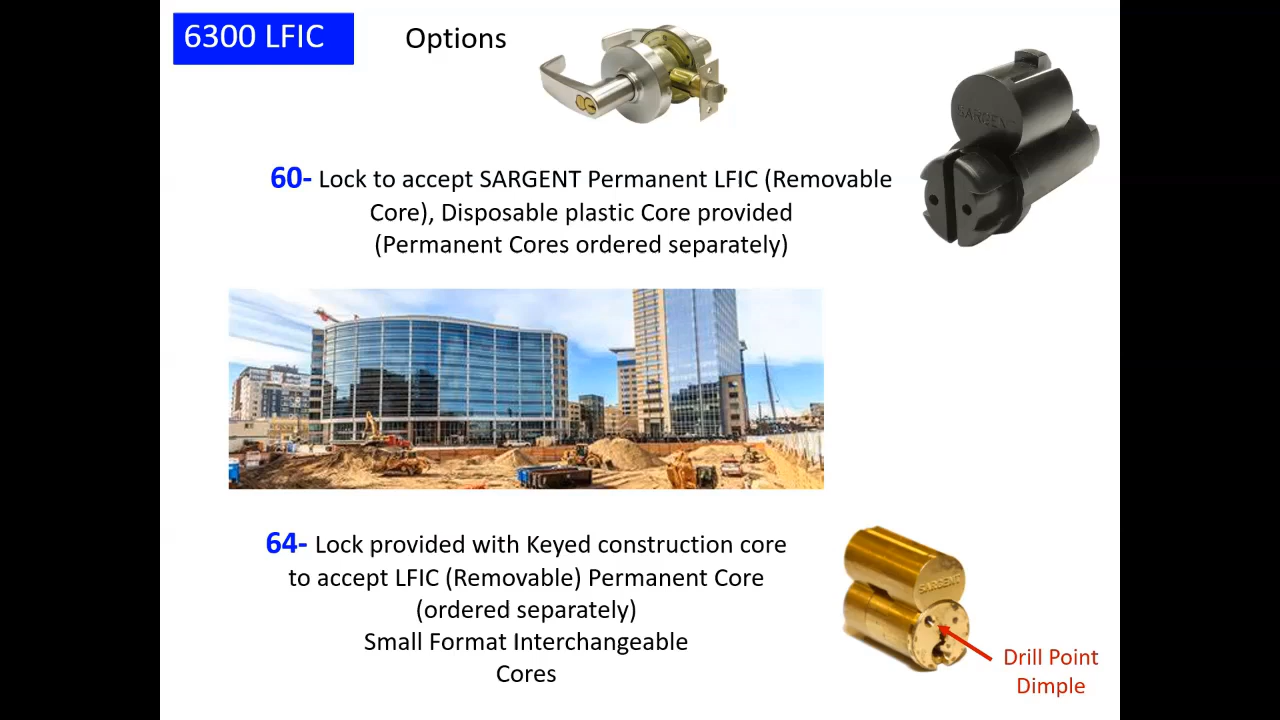 6300 LFIC
Options
SARGENT
60- Lock to accept SARGENT Permanent LFIC (Removable
Core), Disposable plastic Core provided
(Permanent Cores ordered separately)
64- Lock provided with Keyed construction core
to accept LFIC (Removable) Permanent Core
(ordered separately)
Small Format Interchangeable
Cores
SARGENT
Drill Point
Dimple